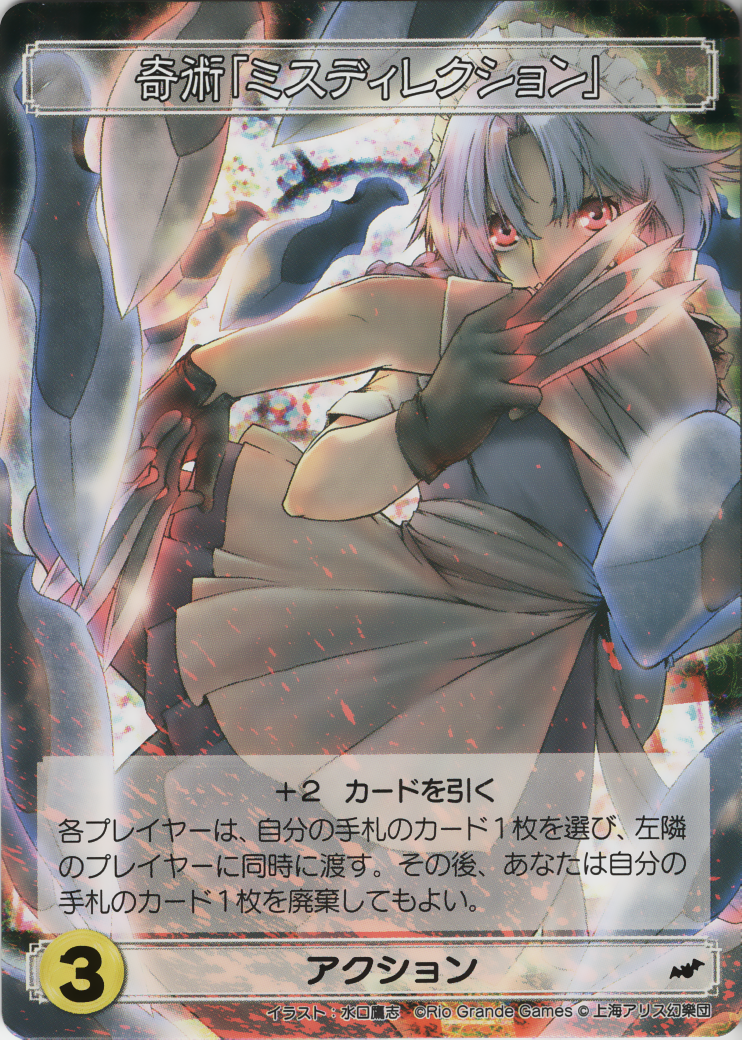 奇術「ミスディレクション」
+2 カードを引く
各プレイヤーは、自分の手札のカード1枚を選び、左隣
のプレイヤーに同時に渡す。その後、あなたは自分の
手札のカード1枚を廃棄してもよい。
3
アクション
イラスト:水口鷹志 ©Rio Grande Games © 上海アリス幻樂団